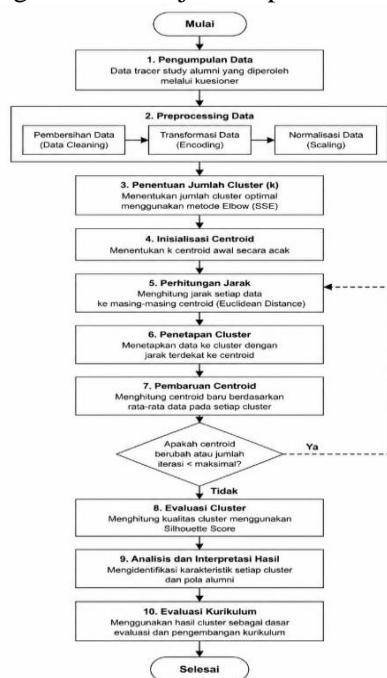 Mulai
1. Pengumpulan Data
Data tracer study alumni yang diperoleh
melalui kuesioner
2. Preprocessing Data
Pembersihan Data
(Data Cleaning)
Transformasi Data
(Encoding)
Normalisasi Data
(Scaling)
3. Penentuan Jumlah Cluster (k)
Menentukan jumlah cluster optimal
menggunakan metode Elbow (SSE)
4. Inisialisasi Centroid
Menentukan k centroid awal secara acak
5. Perhitungan Jarak
Menghitung jarak setiap data
ke masing-masing centroid (Euclidean Distance)
6. Penetapan Cluster
Menetapkan data ke cluster dengan
jarak terdekat ke centroid
7. Pembaruan Centroid
Menghitung centroid baru berdasarkan
rata-rata data pada setiap cluster
Apakah centroid
berubah atau jumlah
iterasi < maksimal?
Ya
Tidak
8. Evaluasi Cluster
Menghitung kualitas cluster menggunakan
Silhouette Score
9. Analisis dan Interpretasi Hasil
Mengidentifikasi karakteristik setiap cluster
dan pola alumni
10. Evaluasi Kurikulum
Menggunakan hasil cluster sebagai dasar
evaluasi dan pengembangan kurikulum
Selesai